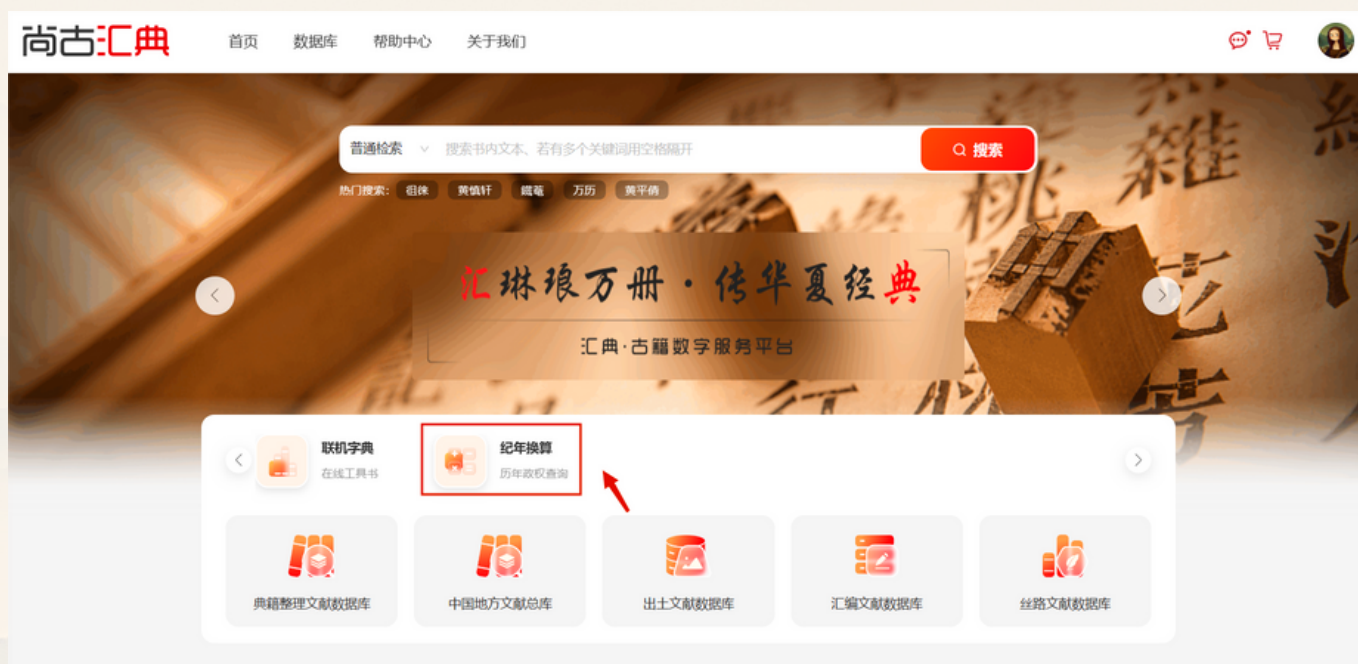 尚古汇典 首页 数据库 帮助中心 关于我们
普通检索 搜索书内文本、若有多个关键词用空格隔开 搜索
热门搜索: 徂徕 黄慎轩 鐡菴 万历 黄平倩
汇琳琅万册·传华夏经典
汇典·古籍数字服务平台
联机字典 纪年换算
在线工具书 历年政权查询
典籍整理文献数据库 中国地方文献总库 出土文献数据库 汇编文献数据库 丝路文献数据库